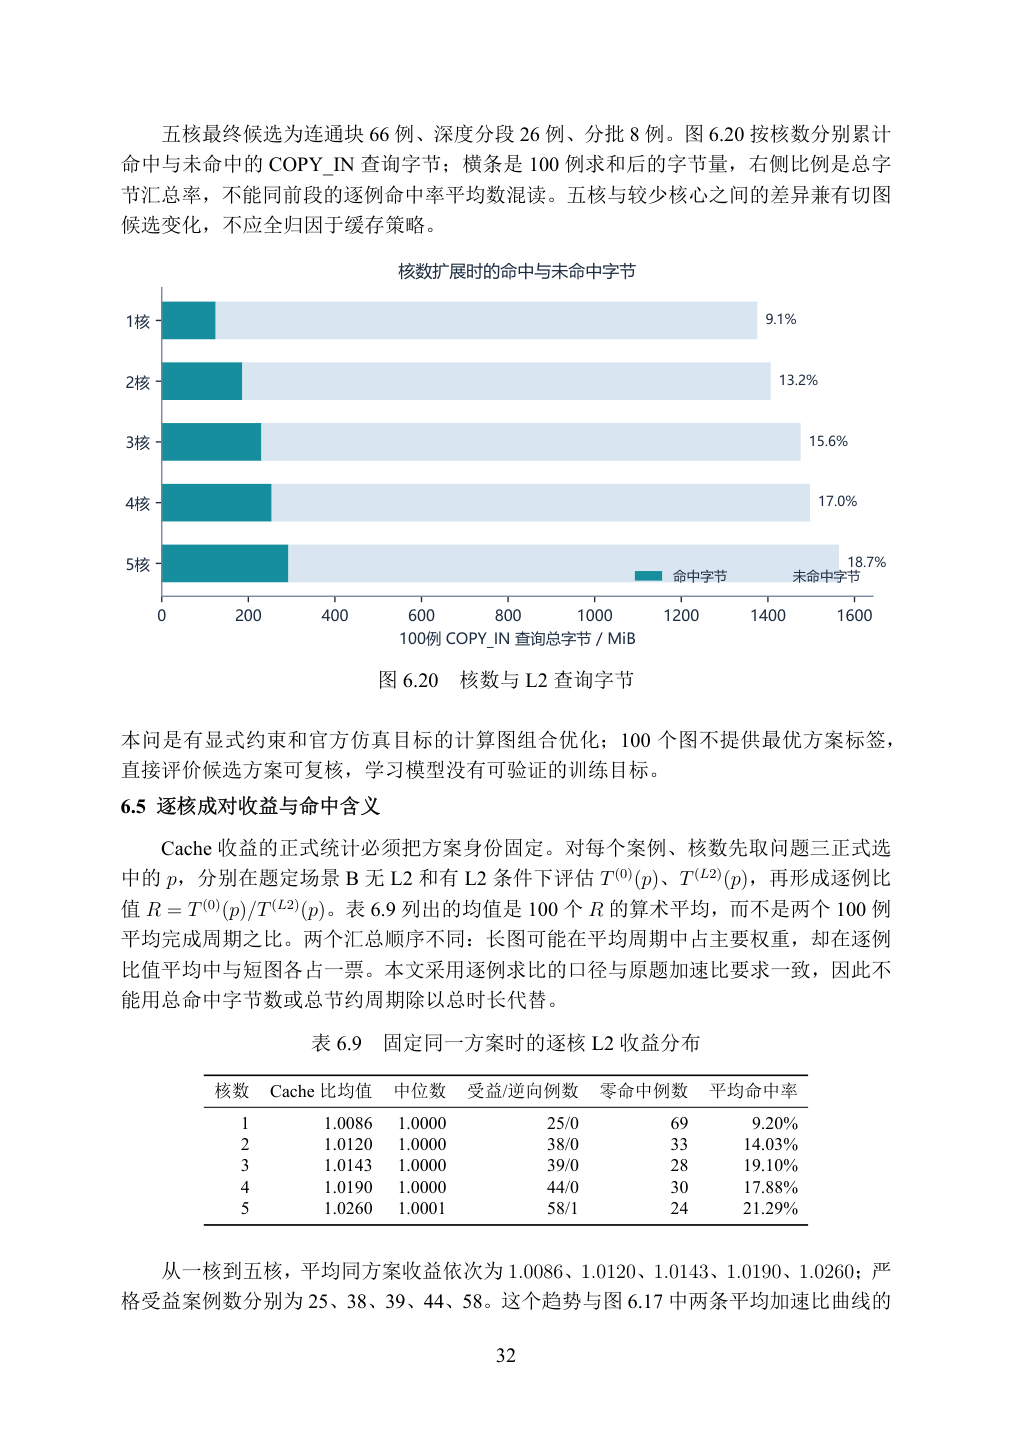 五核最终候选为连通块 66 例、深度分段 26 例、分批 8 例。图 6.20 按核数分别累计
命中与未命中的 COPY_IN 查询字节；横条是 100 例求和后的字节量，右侧比例是总字
节汇总率，不能同前段的逐例命中率平均数混读。五核与较少核心之间的差异兼有切图
候选变化，不应全归因于缓存策略。
核数扩展时的命中与未命中字节
1核 9.1%
2核 13.2%
3核 15.6%
4核 17.0%
5核 18.7%
命中字节 未命中字节
0 200 400 600 800 1000 1200 1400 1600
100例 COPY_IN 查询总字节 / MiB
图 6.20 核数与 L2 查询字节
本问是有显式约束和官方仿真目标的计算图组合优化；100 个图不提供最优方案标签，
直接评价候选方案可复核，学习模型没有可验证的训练目标。
6.5 逐核成对收益与命中含义
Cache 收益的正式统计必须把方案身份固定。对每个案例、核数先取问题三正式选
中的 p，分别在题定场景 B 无 L2 和有 L2 条件下评估 T⁽⁰⁾(p)、T⁽ᴸ²⁾(p)，再形成逐例比
值 R = T⁽⁰⁾(p)/T⁽ᴸ²⁾(p)。表 6.9 列出的均值是 100 个 R 的算术平均，而不是两个 100 例
平均完成周期之比。两个汇总顺序不同：长图可能在平均周期中占主要权重，却在逐例
比值平均中与短图各占一票。本文采用逐例求比的口径与原题加速比要求一致，因此不
能用总命中字节数或总节约周期除以总时长代替。
表 6.9 固定同一方案时的逐核 L2 收益分布
核数 Cache 比均值 中位数 受益/逆向例数 零命中例数 平均命中率
1 1.0086 1.0000 25/0 69 9.20%
2 1.0120 1.0000 38/0 33 14.03%
3 1.0143 1.0000 39/0 28 19.10%
4 1.0190 1.0000 44/0 30 17.88%
5 1.0260 1.0001 58/1 24 21.29%
从一核到五核，平均同方案收益依次为 1.0086、1.0120、1.0143、1.0190、1.0260；严
格受益案例数分别为 25、38、39、44、58。这个趋势与图 6.17 中两条平均加速比曲线的
32